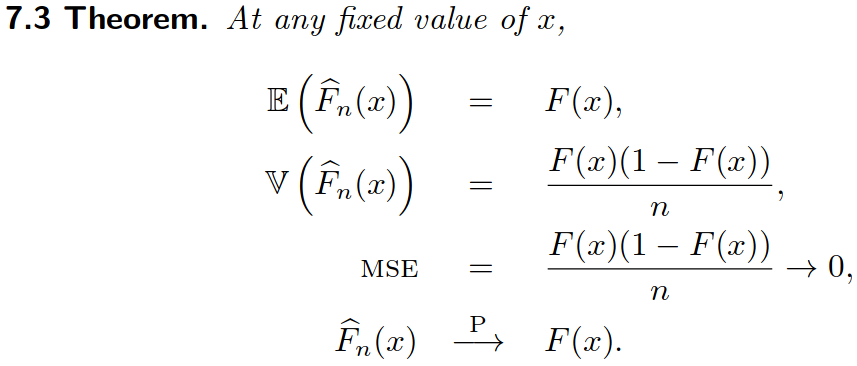 7.3 Theorem. At any fixed value of x,
𝔼(F̂ₙ(x)) = F(x),
𝕍(F̂ₙ(x)) = F(x)(1 − F(x)) / n,
MSE = F(x)(1 − F(x)) / n → 0,
F̂ₙ(x) —P→ F(x).